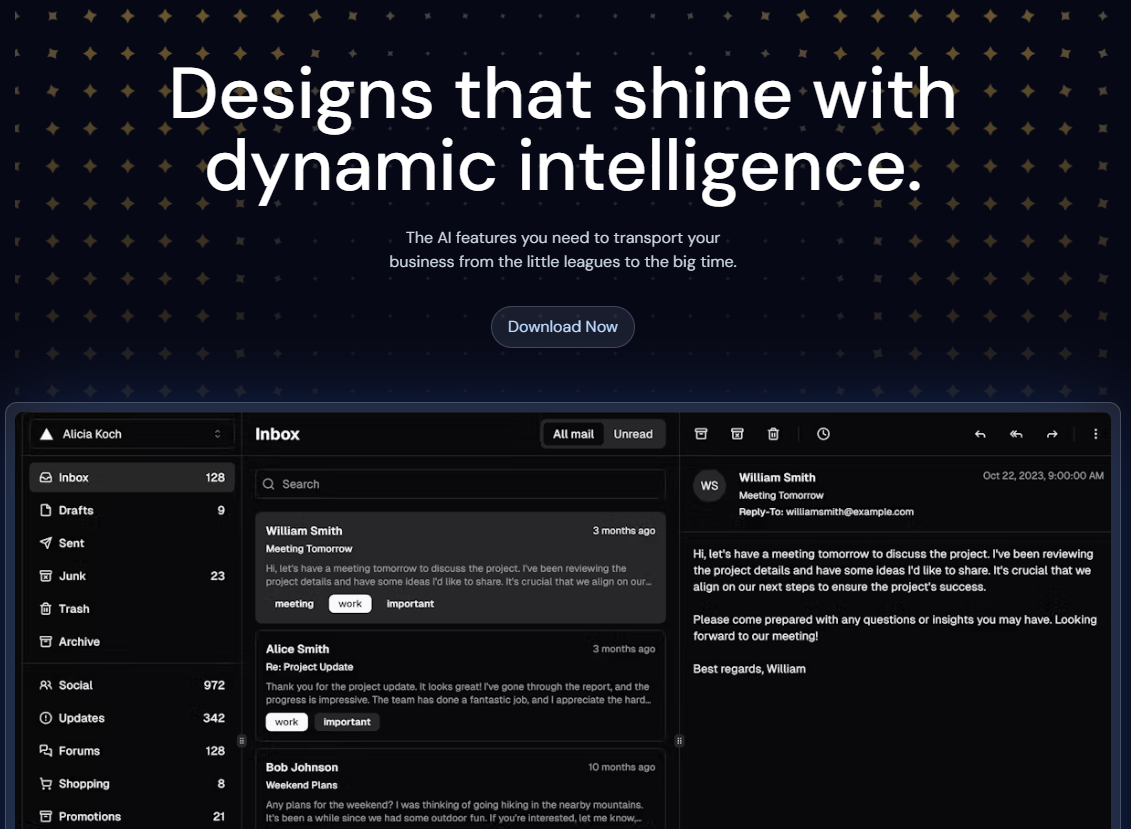 Designs that shine with
dynamic intelligence.
The AI features you need to transport your
business from the little leagues to the big time.
Download Now
Alicia Koch
Inbox 128
Drafts 9
Sent
Junk 23
Trash
Archive
Social 972
Updates 342
Forums 128
Shopping 8
Promotions 21
Inbox
All mail Unread
Search
William Smith 3 months ago
Meeting Tomorrow
Hi, let's have a meeting tomorrow to discuss the project. I've been reviewing the
project details and have some ideas I'd like to share. It's crucial that we align on our...
meeting work important
Alice Smith 3 months ago
Re: Project Update
Thank you for the project update. It looks great! I've gone through the report, and the
progress is impressive. The team has done a fantastic job, and I appreciate the hard...
work important
Bob Johnson 10 months ago
Weekend Plans
Any plans for the weekend? I was thinking of going hiking in the nearby mountains.
It's been a while since we had some outdoor fun. If you're interested, let me know,...
WS
William Smith Oct 22, 2023, 9:00:00 AM
Meeting Tomorrow
Reply-To: williamsmith@example.com
Hi, let's have a meeting tomorrow to discuss the project. I've been reviewing
the project details and have some ideas I'd like to share. It's crucial that we
align on our next steps to ensure the project's success.
Please come prepared with any questions or insights you may have. Looking
forward to our meeting!
Best regards, William